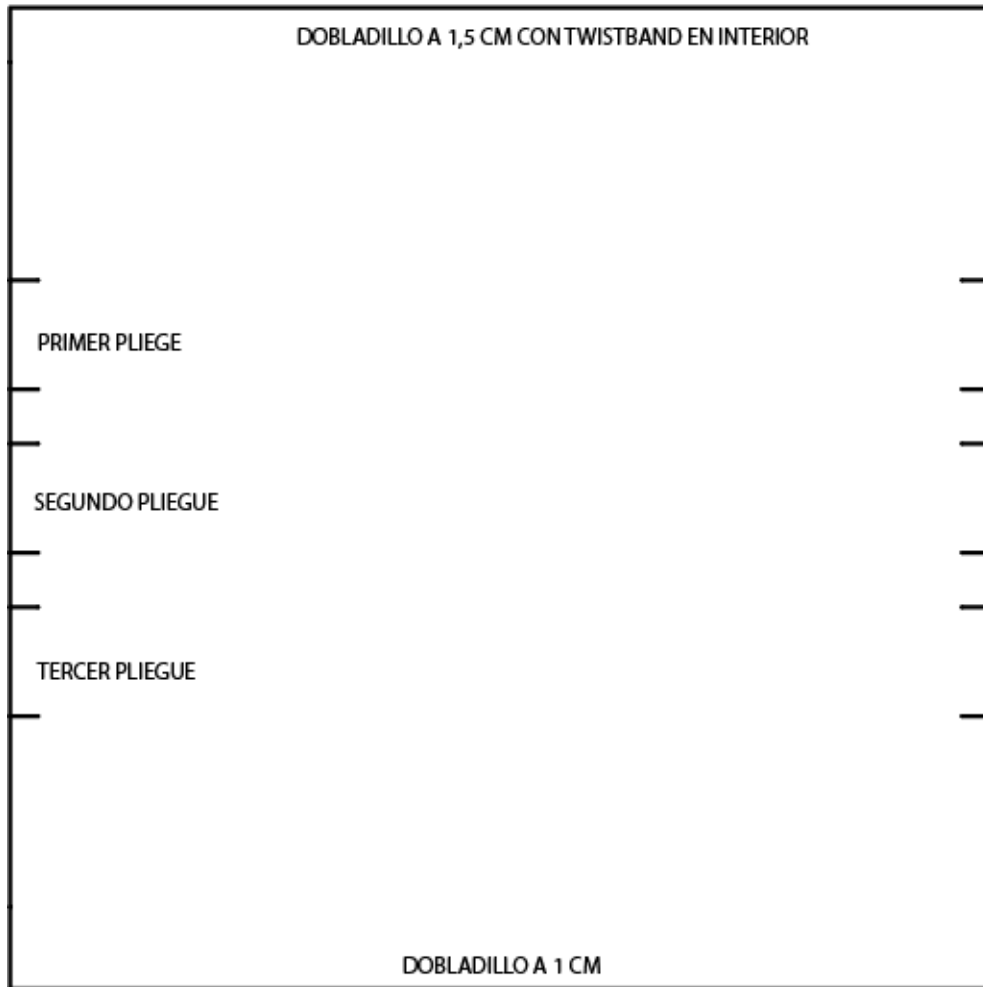 DOBLADILLO A 1,5 CM CON TWISTBAND EN INTERIOR
PRIMER PLIEGE
SEGUNDO PLIEGUE
TERCER PLIEGUE
DOBLADILLO A 1 CM